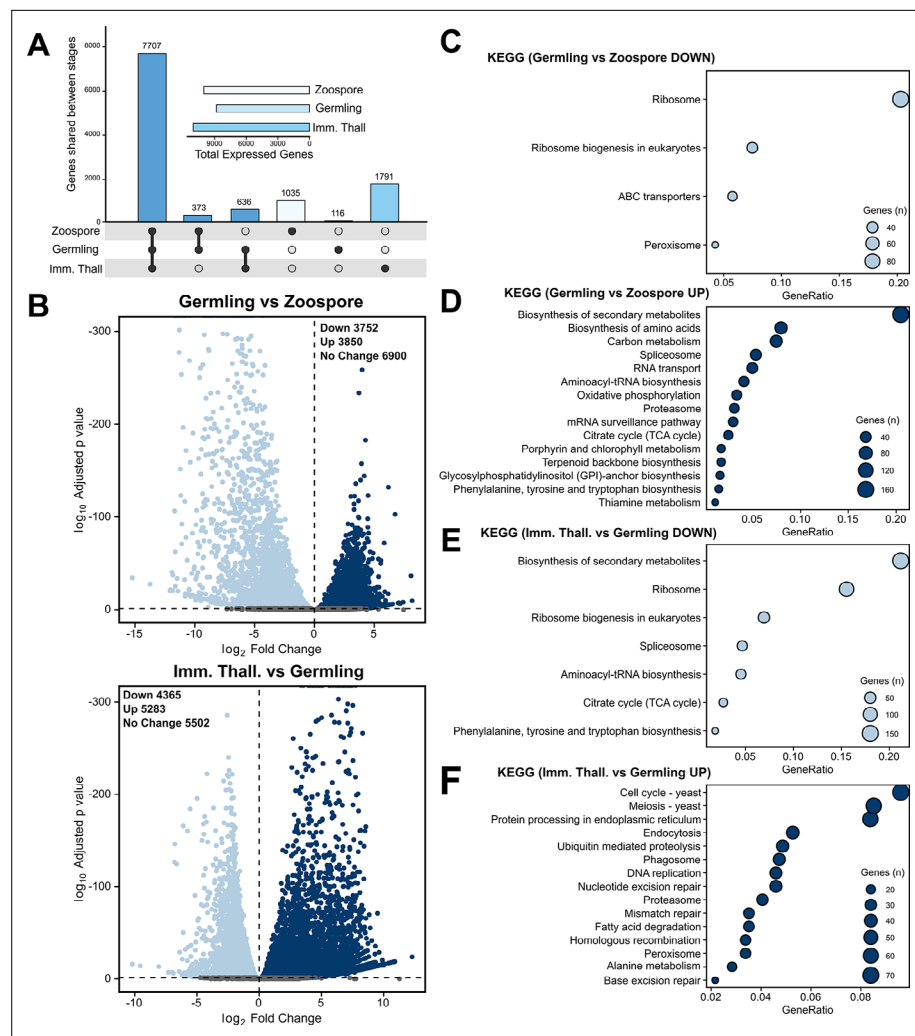 A
Genes shared between stages
8000
6000
4000
2000
0
7707
373
636
1035
116
1791
Zoospore
Germling
Imm. Thall
9000
6000
3000
0
Total Expressed Genes
Zoospore
Germling
Imm. Thall
B
Germling vs Zoospore
Down 3752
Up 3850
No Change 6900
-300
-200
-100
0
log10 Adjusted p value
-15
-10
-5
0
5
log2 Fold Change
Imm. Thall. vs Germling
Down 4365
Up 5283
No Change 5502
-300
-200
-100
0
log10 Adjusted p value
-5
0
5
10
log2 Fold Change
C
KEGG (Germling vs Zoospore DOWN)
Ribosome
Ribosome biogenesis in eukaryotes
ABC transporters
Peroxisome
Genes (n)
40
60
80
0.05
0.10
0.15
0.20
GeneRatio
D
KEGG (Germling vs Zoospore UP)
Biosynthesis of secondary metabolites
Biosynthesis of amino acids
Carbon metabolism
Spliceosome
RNA transport
Aminoacyl-tRNA biosynthesis
Oxidative phosphorylation
Proteasome
mRNA surveillance pathway
Citrate cycle (TCA cycle)
Porphyrin and chlorophyll metabolism
Terpenoid backbone biosynthesis
Glycosylphosphatidylinositol (GPI)-anchor biosynthesis
Phenylalanine, tyrosine and tryptophan biosynthesis
Thiamine metabolism
Genes (n)
40
80
120
160
0.05
0.10
0.15
0.20
GeneRatio
E
KEGG (Imm. Thall. vs Germling DOWN)
Biosynthesis of secondary metabolites
Ribosome
Ribosome biogenesis in eukaryotes
Spliceosome
Aminoacyl-tRNA biosynthesis
Citrate cycle (TCA cycle)
Phenylalanine, tyrosine and tryptophan biosynthesis
Genes (n)
50
100
150
0.05
0.10
0.15
0.20
GeneRatio
F
KEGG (Imm. Thall. vs Germling UP)
Cell cycle - yeast
Meiosis - yeast
Protein processing in endoplasmic reticulum
Endocytosis
Ubiquitin mediated proteolysis
Phagosome
DNA replication
Nucleotide excision repair
Proteasome
Mismatch repair
Fatty acid degradation
Homologous recombination
Peroxisome
Alanine metabolism
Base excision repair
Genes (n)
20
30
40
50
60
70
0.02
0.04
0.06
0.08
GeneRatio